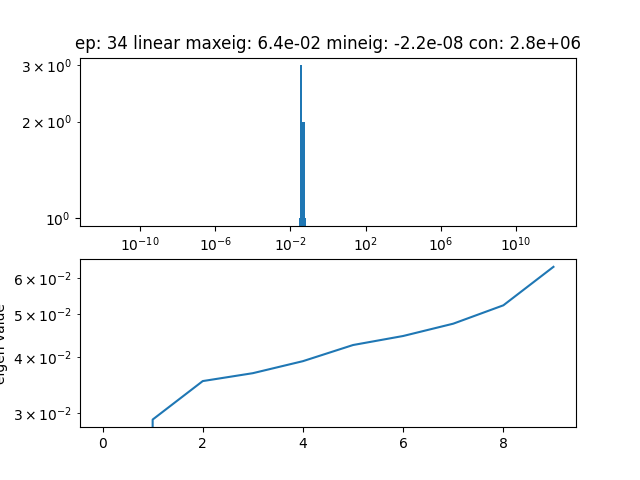 ep: 34 linear maxeig: 6.4e-02 mineig: -2.2e-08 con: 2.8e+06
3 × 10⁰
2 × 10⁰
10⁰
10⁻¹⁰ 10⁻⁶ 10⁻² 10² 10⁶ 10¹⁰
6 × 10⁻²
5 × 10⁻²
4 × 10⁻²
3 × 10⁻²
eigen value
0 2 4 6 8